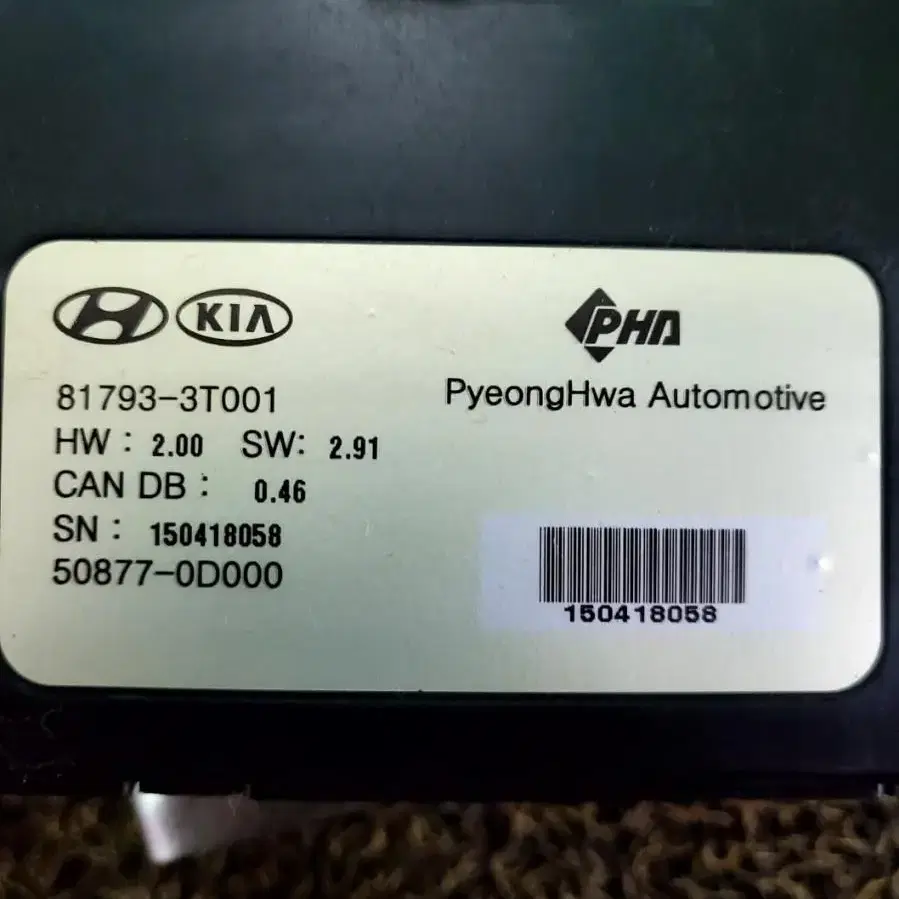 KIA
81793-3T001
HW : 2.00 SW: 2.91
CAN DB : 0.46
SN : 150418058
50877-0D000
PHA
PyeongHwa Automotive
150418058